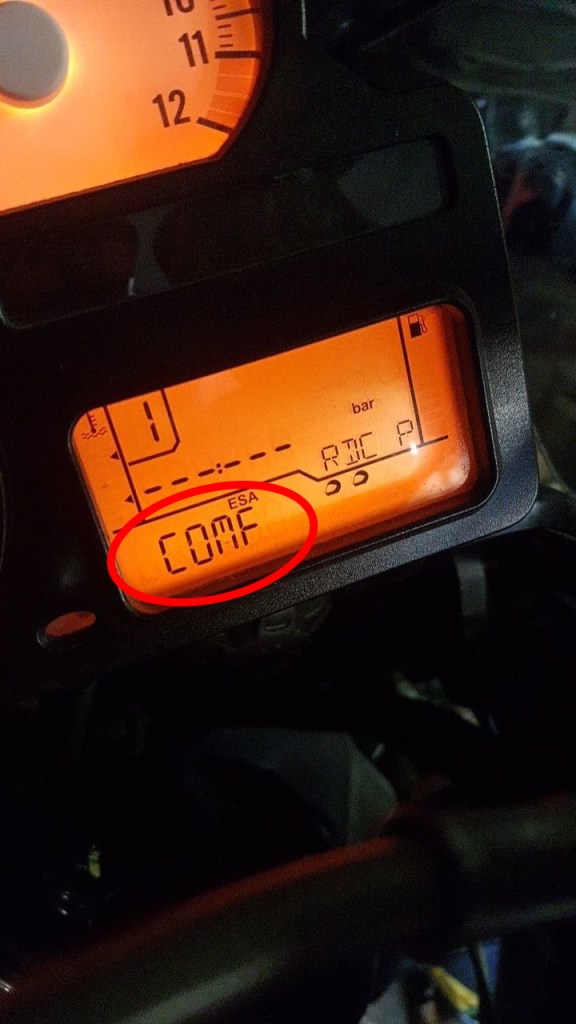 11
12
1
bar
--:--
RDC P
ESA
COMF